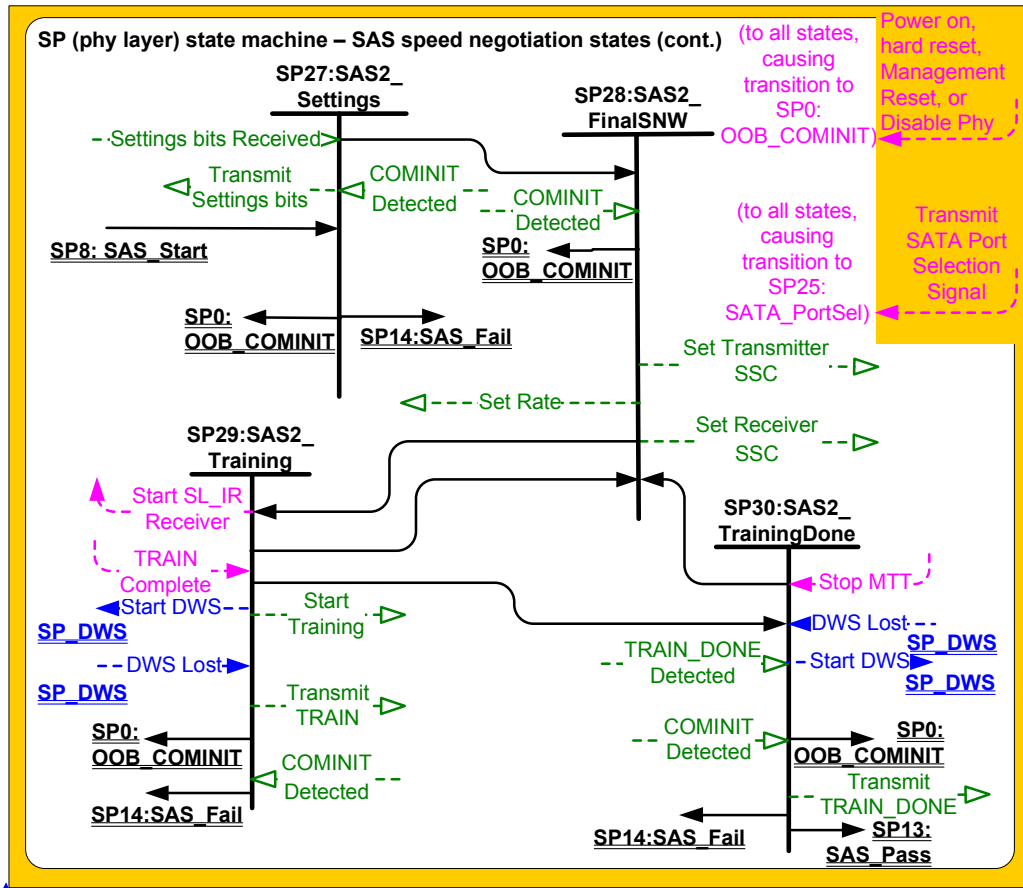 SP (phy layer) state machine – SAS speed negotiation states (cont.)
(to all states,
causing
transition to
SP0:
OOB_COMINIT)
Power on,
hard reset,
Management
Reset, or
Disable Phy
SP27:SAS2_
Settings
SP28:SAS2_
FinalSNW
Settings bits Received
Transmit
Settings bits
COMINIT
Detected
COMINIT
Detected
SP8: SAS_Start
SP0:
OOB_COMINIT
(to all states,
causing
transition to
SP25:
SATA_PortSel)
Transmit
SATA Port
Selection
Signal
SP0:
OOB_COMINIT
SP14:SAS_Fail
Set Transmitter
SSC
Set Rate
Set Receiver
SSC
SP29:SAS2_
Training
Start SL_IR
Receiver
TRAIN
Complete
Start DWS
SP_DWS
Start
Training
DWS Lost
SP_DWS
Transmit
TRAIN
SP0:
OOB_COMINIT
COMINIT
Detected
SP14:SAS_Fail
SP30:SAS2_
TrainingDone
Stop MTT
DWS Lost
SP_DWS
TRAIN_DONE
Detected
Start DWS
SP_DWS
COMINIT
Detected
SP0:
OOB_COMINIT
Transmit
TRAIN_DONE
SP14:SAS_Fail
SP13:
SAS_Pass